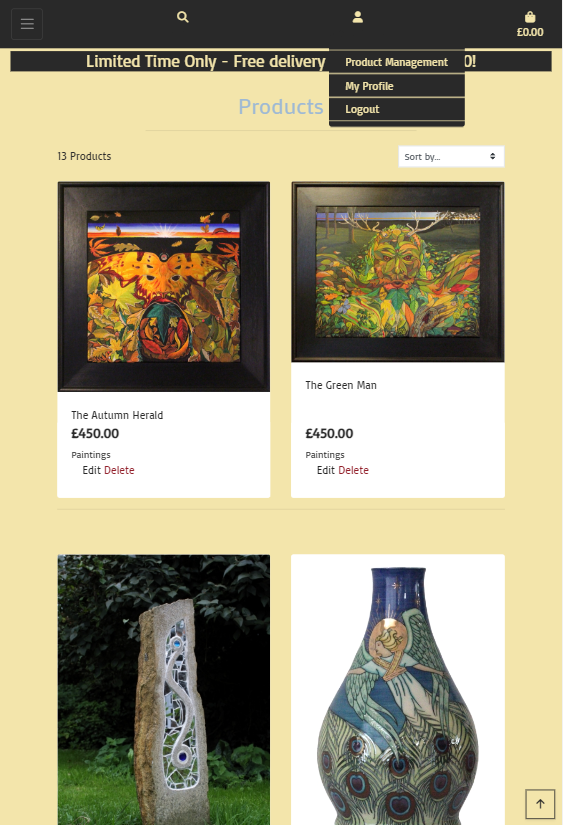 £0.00
Limited Time Only - Free delivery 0!
Product Management
My Profile
Logout
Products
13 Products
Sort by...
The Autumn Herald
£450.00
Paintings
Edit Delete
The Green Man
£450.00
Paintings
Edit Delete